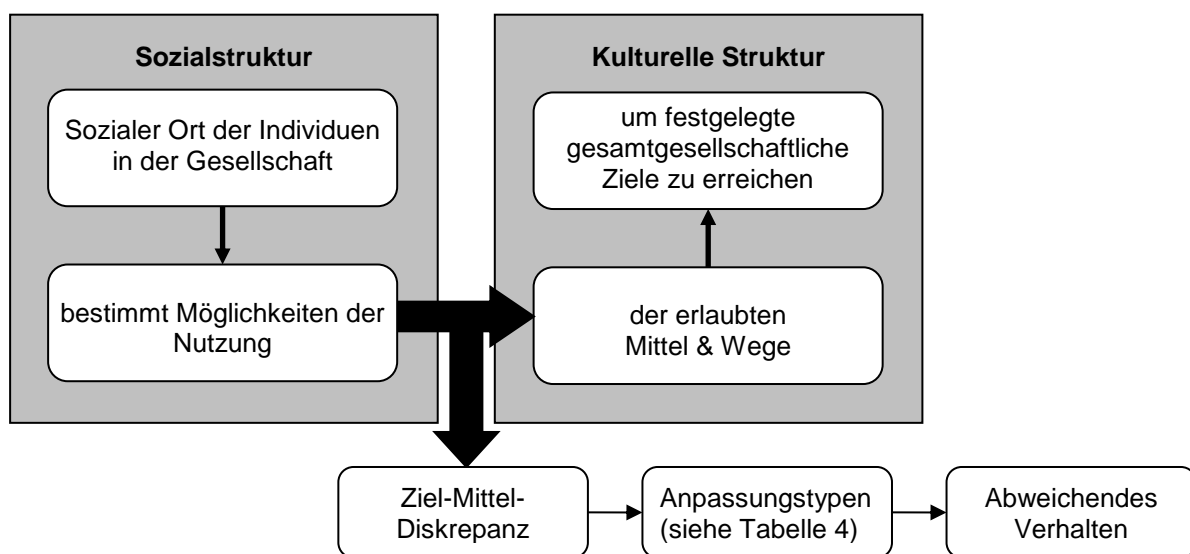 Sozialstruktur
Sozialer Ort der Individuen
in der Gesellschaft
bestimmt Möglichkeiten der
Nutzung
Kulturelle Struktur
um festgelegte
gesamtgesellschaftliche
Ziele zu erreichen
der erlaubten
Mittel & Wege
Ziel-Mittel-
Diskrepanz
Anpassungstypen
(siehe Tabelle 4)
Abweichendes
Verhalten